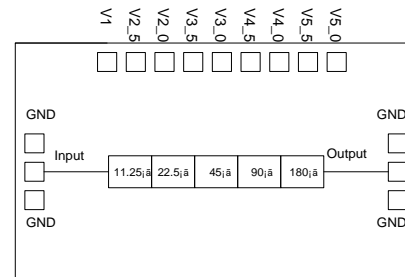 V1 V2_5 V2_0 V3_5 V3_0 V4_5 V4_0 V5_5 V5_0
GND GND
Input Output
11.25¡ã 22.5¡ã 45¡ã 90¡ã 180¡ã
GND GND